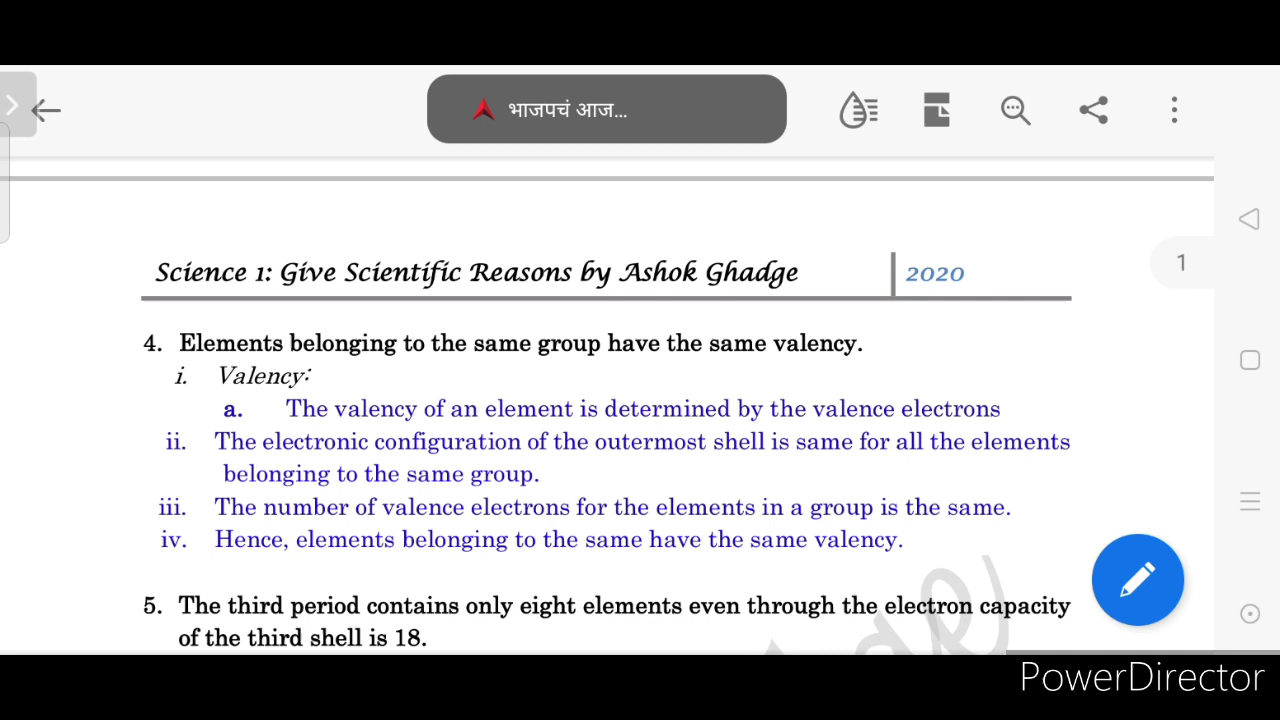 भाजपचं आज...
Science 1: Give Scientific Reasons by Ashok Ghadge 2020
1
4. Elements belonging to the same group have the same valency.
i. Valency:
a. The valency of an element is determined by the valence electrons
ii. The electronic configuration of the outermost shell is same for all the elements
belonging to the same group.
iii. The number of valence electrons for the elements in a group is the same.
iv. Hence, elements belonging to the same have the same valency.
5. The third period contains only eight elements even through the electron capacity
of the third shell is 18.
PowerDirector